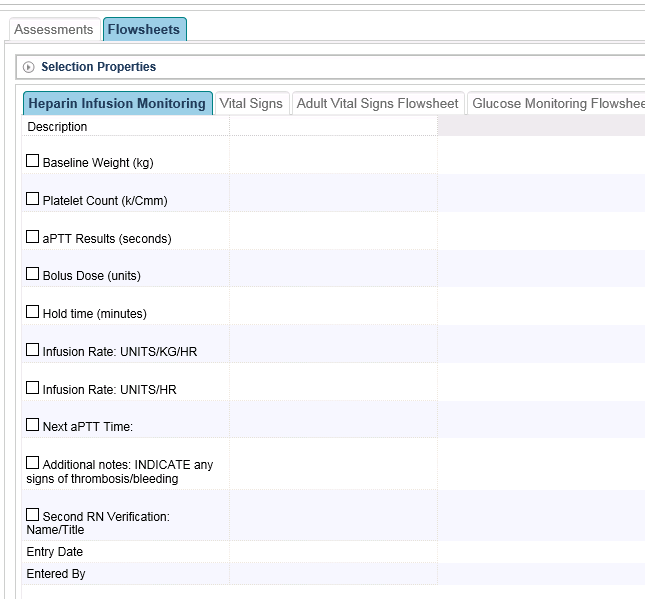 Assessments
Flowsheets
Selection Properties
Heparin Infusion Monitoring
Vital Signs
Adult Vital Signs Flowsheet
Glucose Monitoring Flowshee
Description
Baseline Weight (kg)
Platelet Count (k/Cmm)
aPTT Results (seconds)
Bolus Dose (units)
Hold time (minutes)
Infusion Rate: UNITS/KG/HR
Infusion Rate: UNITS/HR
Next aPTT Time:
Additional notes: INDICATE any
signs of thrombosis/bleeding
Second RN Verification:
Name/Title
Entry Date
Entered By